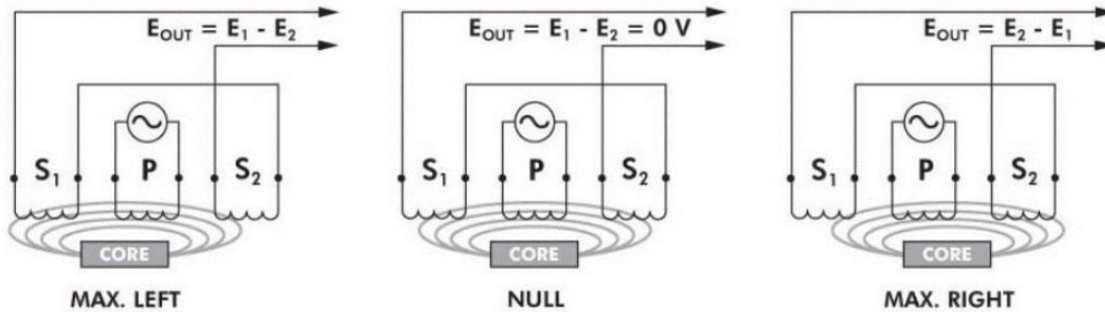 E_OUT = E₁ - E₂
S₁ P S₂
CORE
MAX. LEFT
E_OUT = E₁ - E₂ = 0 V
S₁ P S₂
CORE
NULL
E_OUT = E₂ - E₁
S₁ P S₂
CORE
MAX. RIGHT